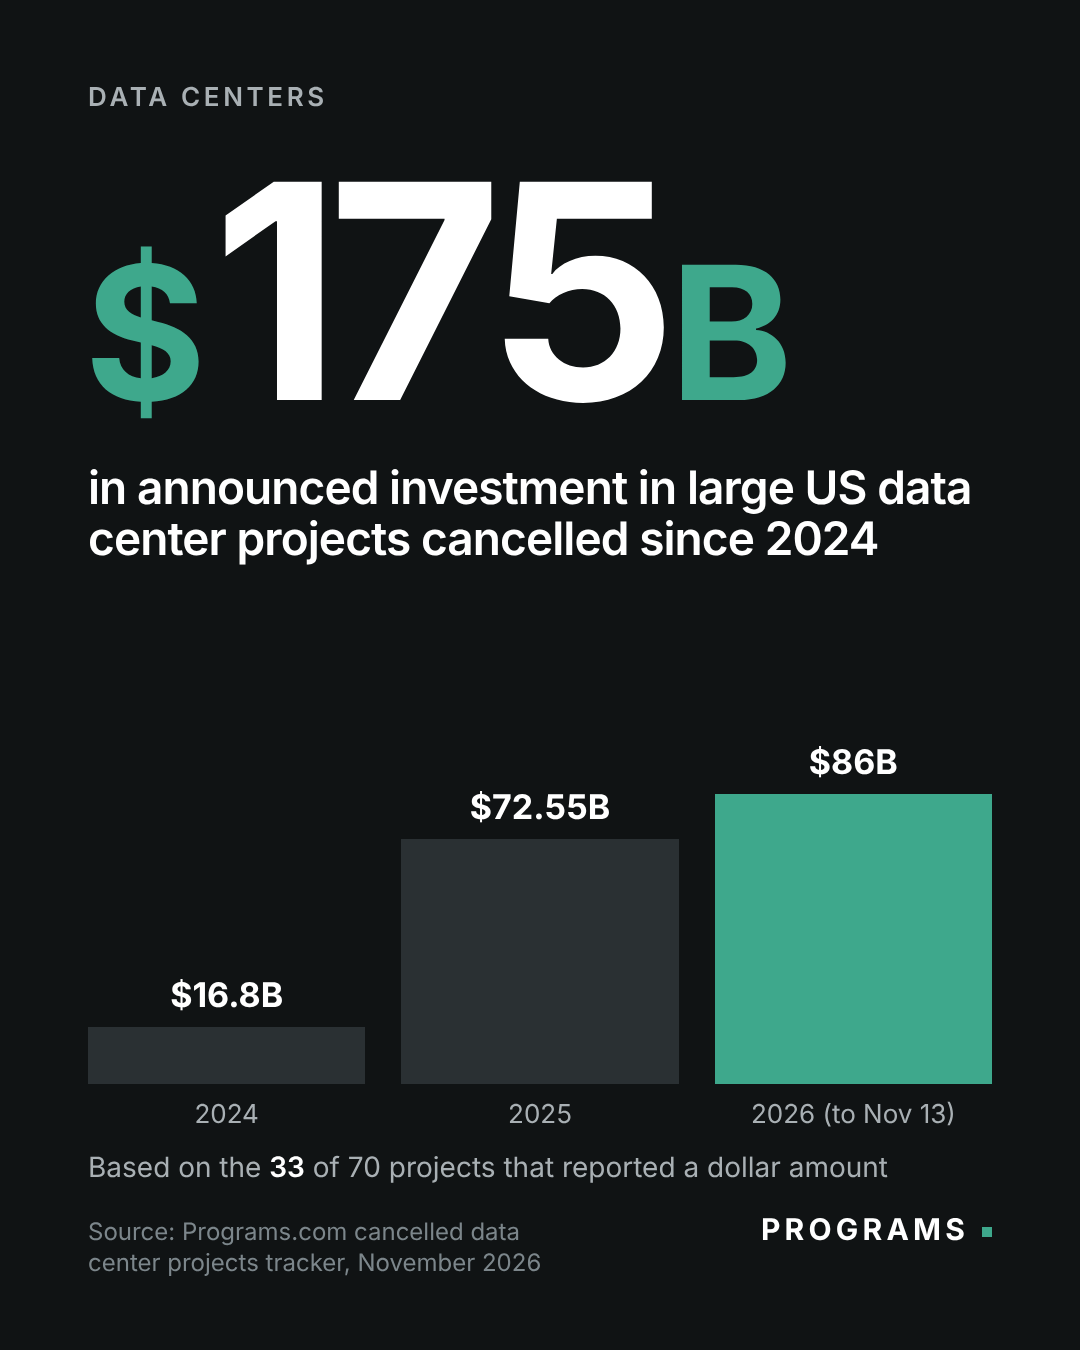 DATA CENTERS
$175B
in announced investment in large US data
center projects cancelled since 2024
$16.8B
$72.55B
$86B
2024
2025
2026 (to Nov 13)
Based on the 33 of 70 projects that reported a dollar amount
Source: Programs.com cancelled data
center projects tracker, November 2026
PROGRAMS